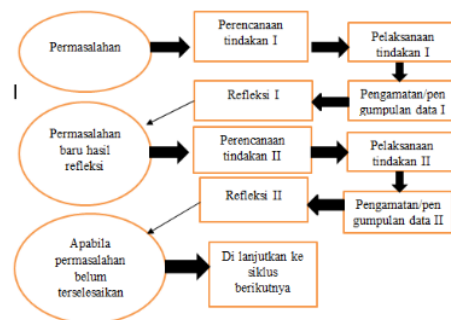 Permasalahan
Perencanaan
tindakan I
Pelaksanaan
tindakan I
Pengamatan/pen
gumpulan data I
Refleksi I
Permasalahan
baru hasil
refleksi
Perencanaan
tindakan II
Pelaksanaan
tindakan II
Pengamatan/pen
gumpulan data II
Refleksi II
Apabila
permasalahan
belum
terselesaikan
Di lanjutkan ke
siklus
berikutnya